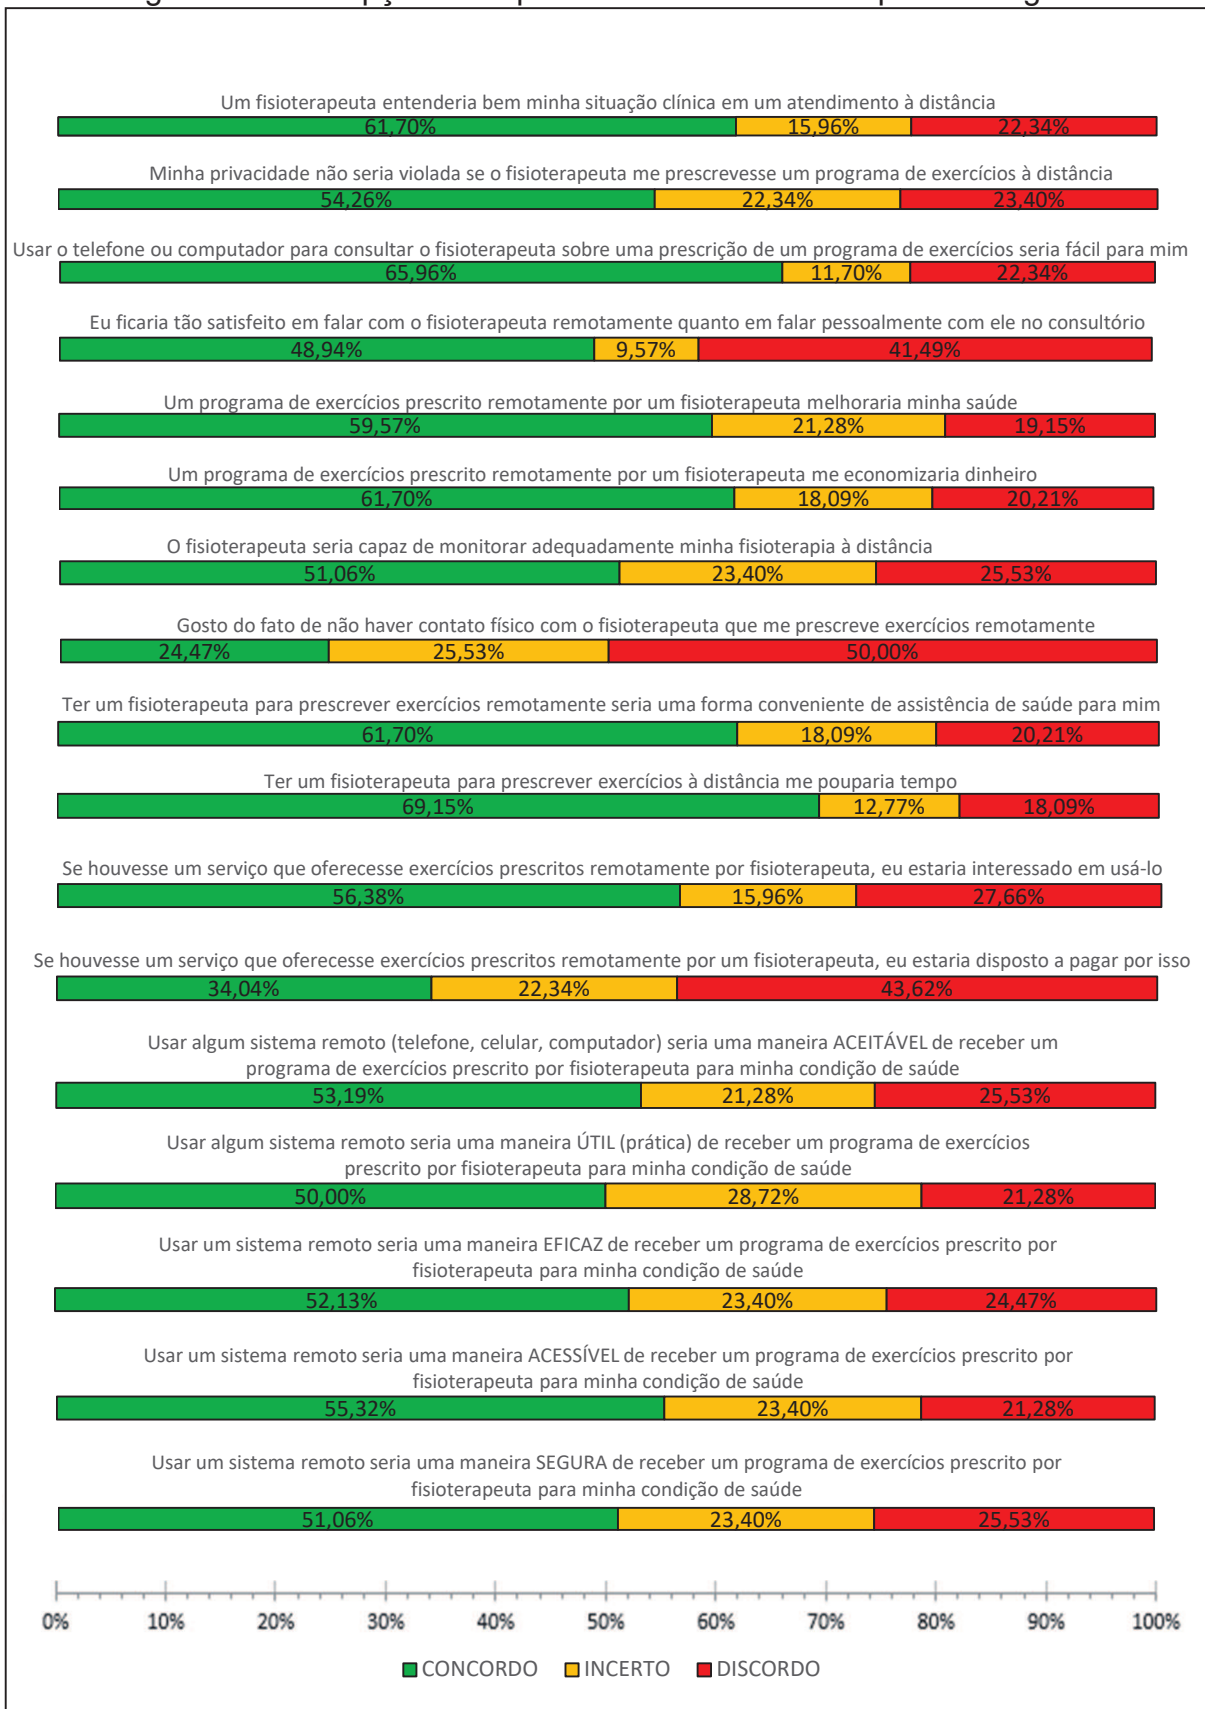 Um fisioterapeuta entenderia bem minha situação clínica em um atendimento à distância
61,70% 15,96% 22,34%
Minha privacidade não seria violada se o fisioterapeuta me prescrevesse um programa de exercícios à distância
54,26% 22,34% 23,40%
Usar o telefone ou computador para consultar o fisioterapeuta sobre uma prescrição de um programa de exercícios seria fácil para mim
65,96% 11,70% 22,34%
Eu ficaria tão satisfeito em falar com o fisioterapeuta remotamente quanto em falar pessoalmente com ele no consultório
48,94% 9,57% 41,49%
Um programa de exercícios prescrito remotamente por um fisioterapeuta melhoraria minha saúde
59,57% 21,28% 19,15%
Um programa de exercícios prescrito remotamente por um fisioterapeuta me economizaria dinheiro
61,70% 18,09% 20,21%
O fisioterapeuta seria capaz de monitorar adequadamente minha fisioterapia à distância
51,06% 23,40% 25,53%
Gosto do fato de não haver contato físico com o fisioterapeuta que me prescreve exercícios remotamente
24,47% 25,53% 50,00%
Ter um fisioterapeuta para prescrever exercícios remotamente seria uma forma conveniente de assistência de saúde para mim
61,70% 18,09% 20,21%
Ter um fisioterapeuta para prescrever exercícios à distância me pouparia tempo
69,15% 12,77% 18,09%
Se houvesse um serviço que oferecesse exercícios prescritos remotamente por fisioterapeuta, eu estaria interessado em usá-lo
56,38% 15,96% 27,66%
Se houvesse um serviço que oferecesse exercícios prescritos remotamente por um fisioterapeuta, eu estaria disposto a pagar por isso
34,04% 22,34% 43,62%
Usar algum sistema remoto (telefone, celular, computador) seria uma maneira ACEITÁVEL de receber um
programa de exercícios prescrito por fisioterapeuta para minha condição de saúde
53,19% 21,28% 25,53%
Usar algum sistema remoto seria uma maneira ÚTIL (prática) de receber um programa de exercícios
prescrito por fisioterapeuta para minha condição de saúde
50,00% 28,72% 21,28%
Usar um sistema remoto seria uma maneira EFICAZ de receber um programa de exercícios prescrito por
fisioterapeuta para minha condição de saúde
52,13% 23,40% 24,47%
Usar um sistema remoto seria uma maneira ACESSÍVEL de receber um programa de exercícios prescrito por
fisioterapeuta para minha condição de saúde
55,32% 23,40% 21,28%
Usar um sistema remoto seria uma maneira SEGURA de receber um programa de exercícios prescrito por
fisioterapeuta para minha condição de saúde
51,06% 23,40% 25,53%
0% 10% 20% 30% 40% 50% 60% 70% 80% 90% 100%
CONCORDO INCERTO DISCORDO